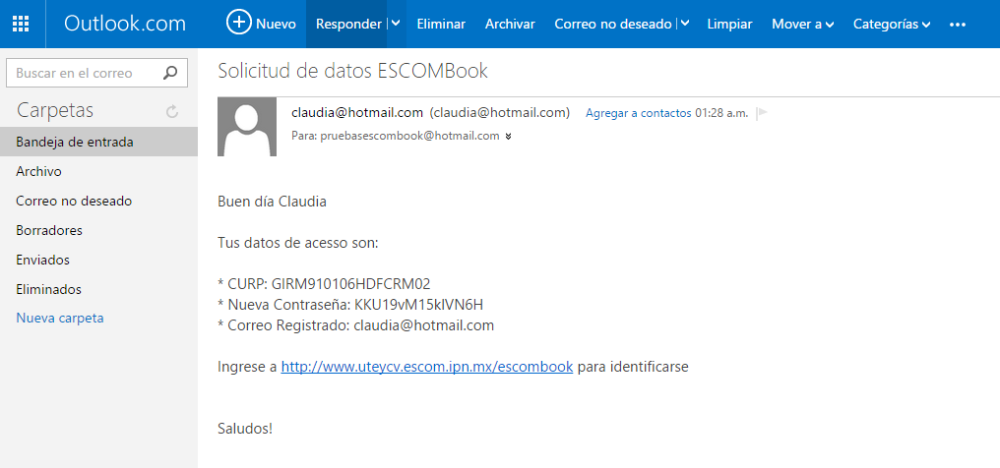 Outlook.com
Nuevo
Responder
Eliminar
Archivar
Correo no deseado
Limpiar
Mover a
Categorías
Buscar en el correo
Carpetas
Bandeja de entrada
Archivo
Correo no deseado
Borradores
Enviados
Eliminados
Nueva carpeta
Solicitud de datos ESCOMBook
claudia@hotmail.com (claudia@hotmail.com) Agregar a contactos 01:28 a.m.
Para: pruebasescombook@hotmail.com
Buen día Claudia
Tus datos de acesso son:
* CURP: GIRM910106HDFCRM02
* Nueva Contraseña: KKU19vM15kIVN6H
* Correo Registrado: claudia@hotmail.com
Ingrese a http://www.uteycv.escom.ipn.mx/escombook para identificarse
Saludos!